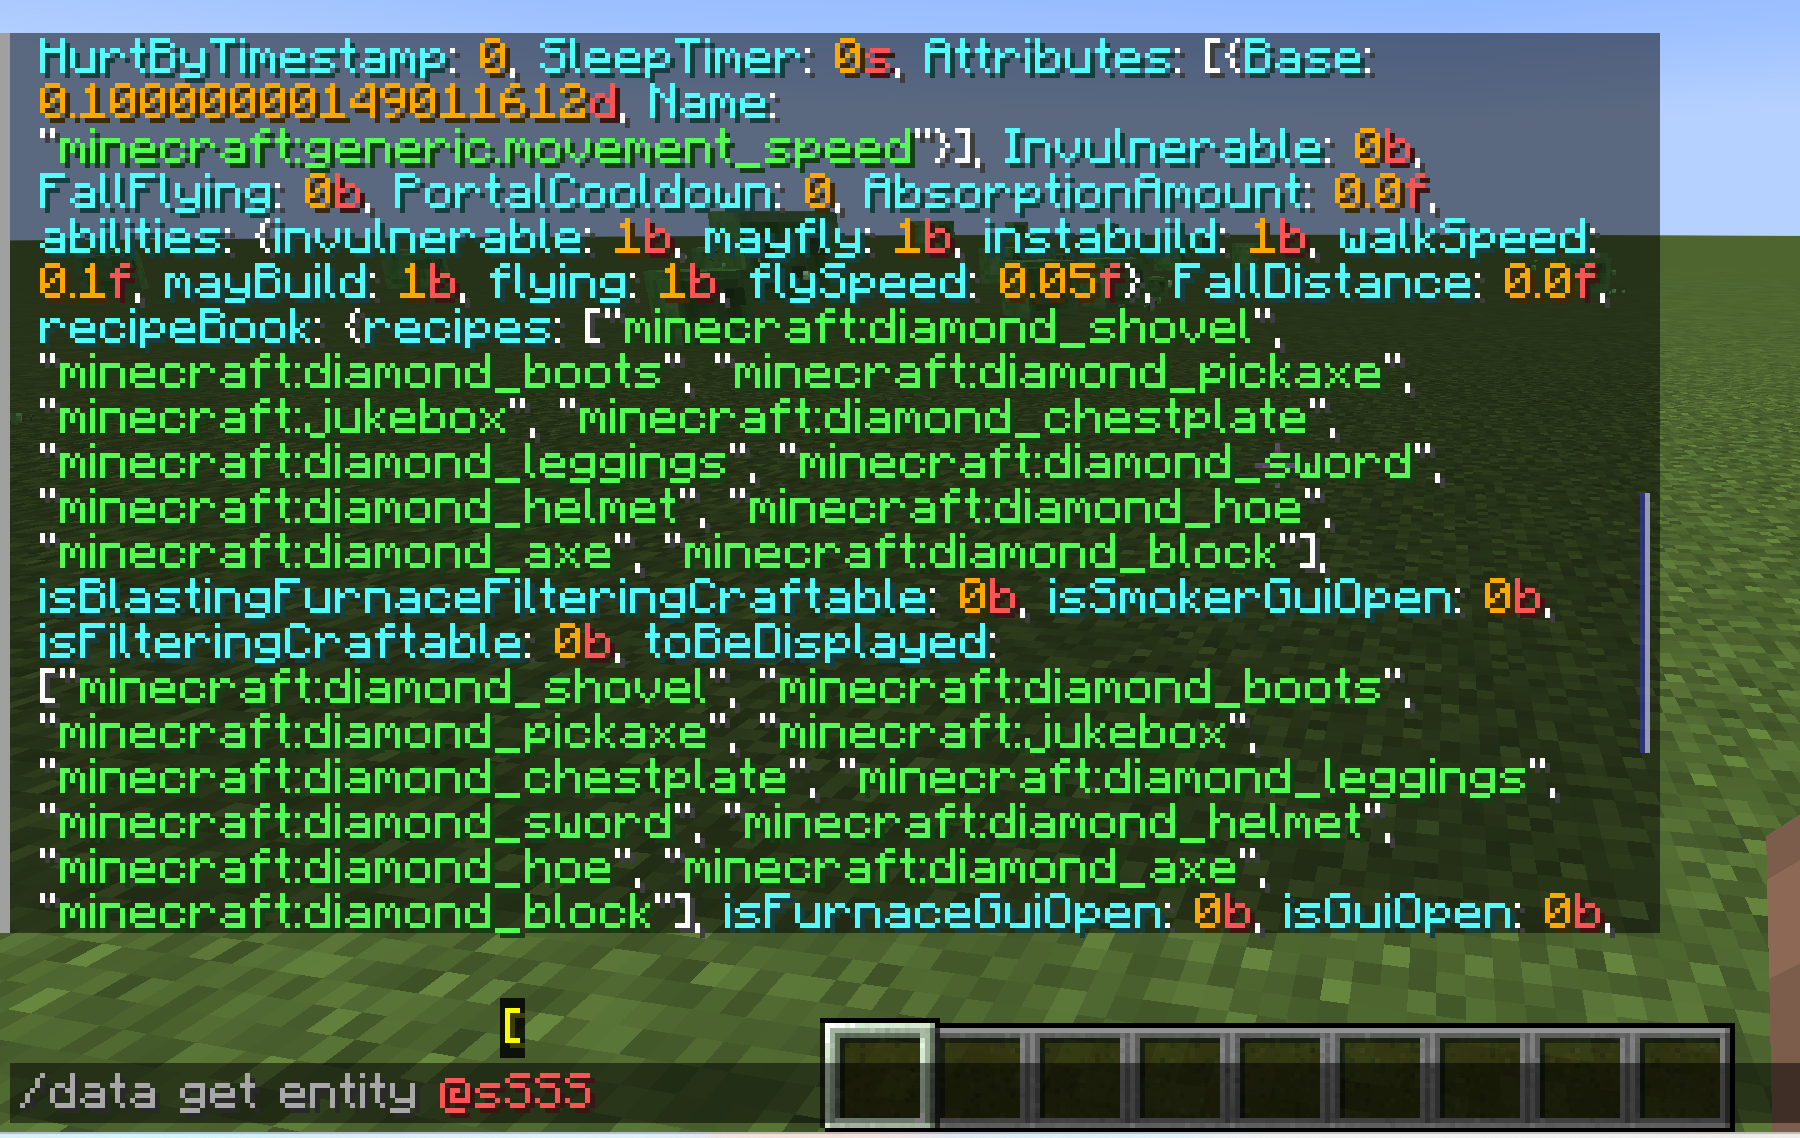 HurtByTimestamp: 0, SleepTimer: 0s, Attributes: [{Base:
0.10000000149011612d, Name:
"minecraft:generic.movement_speed"}], Invulnerable: 0b,
FallFlying: 0b, PortalCooldown: 0, AbsorptionAmount: 0.0f,
abilities: {invulnerable: 1b, mayfly: 1b, instabuild: 1b, walkSpeed:
0.1f, mayBuild: 1b, flying: 1b, flySpeed: 0.05f}, FallDistance: 0.0f,
recipeBook: {recipes: ["minecraft:diamond_shovel",
"minecraft:diamond_boots", "minecraft:diamond_pickaxe",
"minecraft:jukebox", "minecraft:diamond_chestplate",
"minecraft:diamond_leggings", "minecraft:diamond_sword",
"minecraft:diamond_helmet", "minecraft:diamond_hoe",
"minecraft:diamond_axe", "minecraft:diamond_block"],
isBlastingFurnaceFilteringCraftable: 0b, isSmokerGuiOpen: 0b,
isFilteringCraftable: 0b, toBeDisplayed:
["minecraft:diamond_shovel", "minecraft:diamond_boots",
"minecraft:diamond_pickaxe", "minecraft:jukebox",
"minecraft:diamond_chestplate", "minecraft:diamond_leggings",
"minecraft:diamond_sword", "minecraft:diamond_helmet",
"minecraft:diamond_hoe", "minecraft:diamond_axe",
"minecraft:diamond_block"], isFurnaceGuiOpen: 0b, isGuiOpen: 0b,
[
/data get entity @sSSS